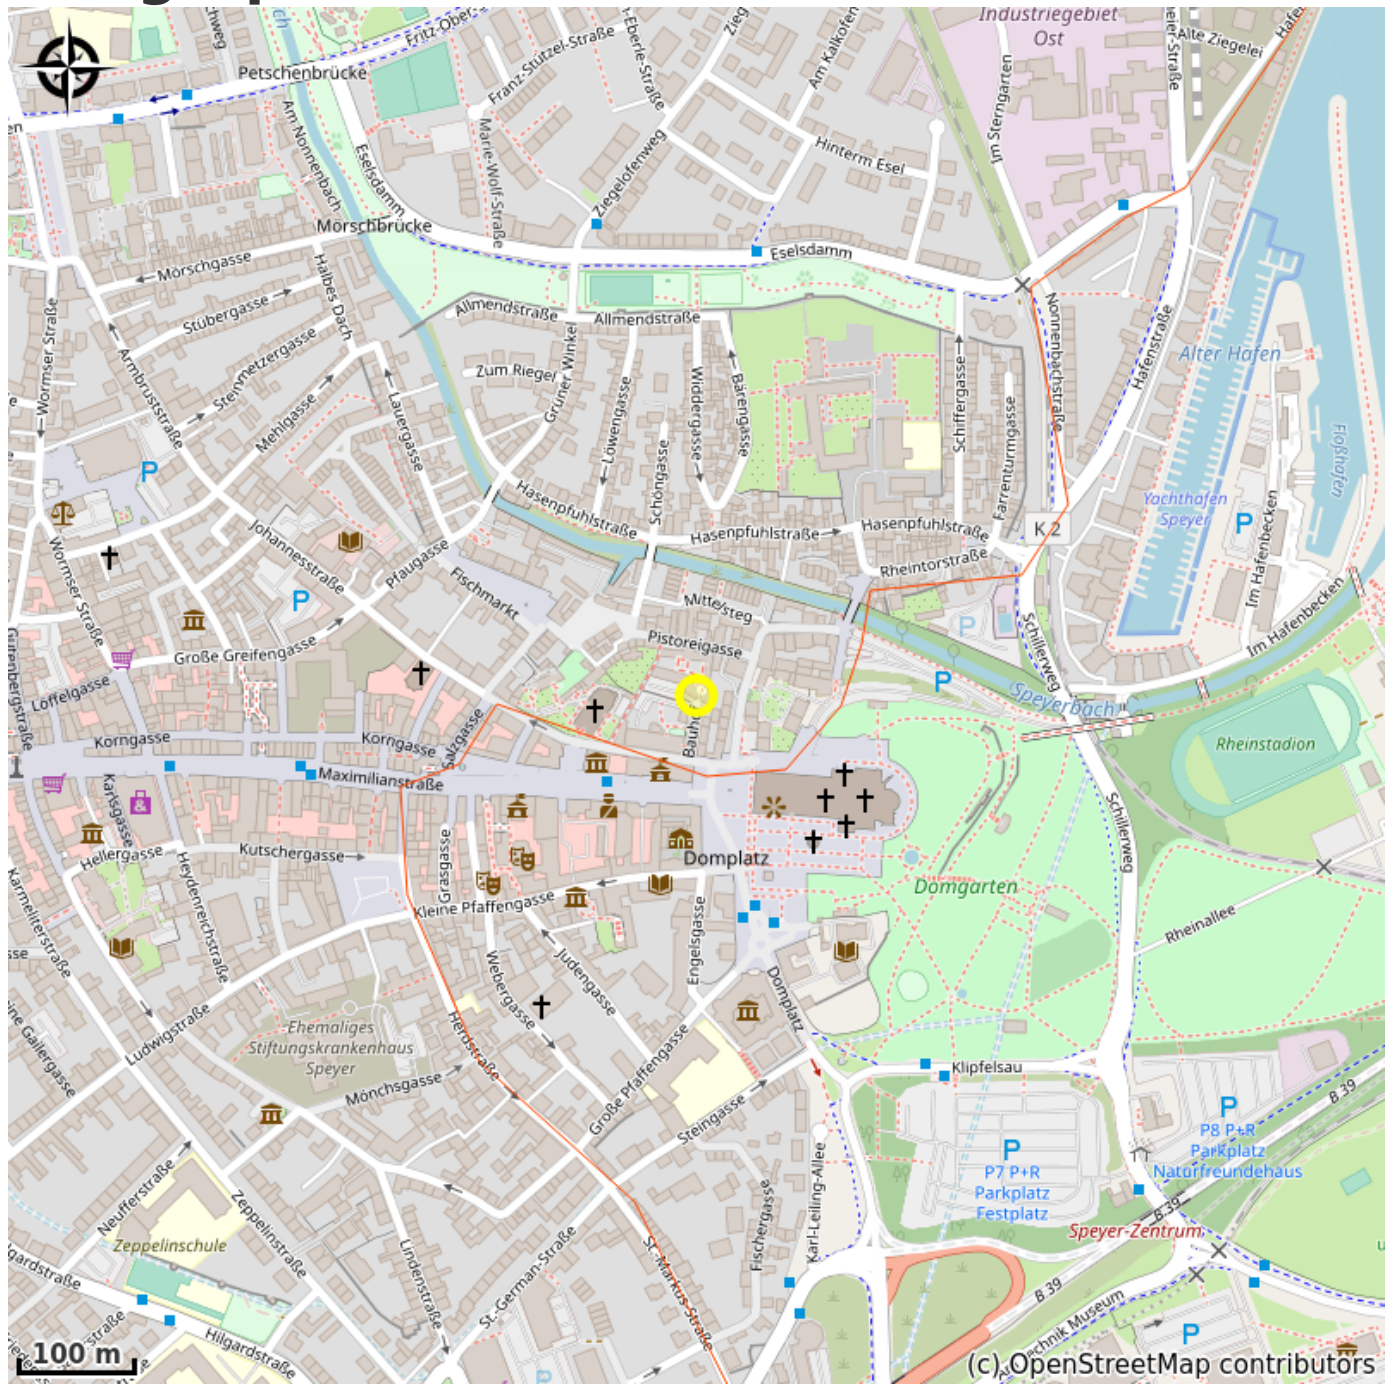 Industriegebiet
Ost
Alte Ziegelei
Fritz-Ober-
Petschenbrücke
Franz-Stützel-Straße
Am Kalkofen
Im Sterngarten
Hinterm Esel
Am Nonnenbach
Eselsdamm
Marie-Wolf-Straße
Ziegelofenweg
Morschbrücke
Mörschgasse
Halbes Dach
Eselsdamm
Wormser Straße
Stübergasse
Allmendstraße
Allmendstraße
Nonnenbachstraße
Hafenstraße
Alter Hafen
Armbruststraße
Steinmetzergasse
Zum Riegel
Grüner Winkel
Löwengasse
Widdergasse
Bärengasse
Schiffergasse
Farrenturmgasse
Mehlgasse
Lauergasse
Schöngasse
Floßhafen
Yachthafen
Speyer
P
P
Hasenpfuhlstraße
Hasenpfuhlstraße
Hasenpfuhlstraße
K 2
Johannesstraße
Pfaugasse
Rheintorstraße
Wormser Straße
Fischmarkt
Im Hafenbecken
Mittelsteg
P
P
Im Hafenbecken
Pistoreigasse
Schillerweg
Gutenbergstraße
Große Greifengasse
P
Speyerbach
Löffelgasse
Korngasse
Korngasse
Salzgasse
Rheinstadion
Maximilianstraße
Karlsgasse
Schillerweg
Hellergasse
Kutschergasse
Grasgasse
Domplatz
Domgarten
Karmeliterstraße
Heydenreichstraße
Kleine Pfaffengasse
Engelsgasse
Rheinallee
Judengasse
Webergasse
Domplatz
Ludwigstraße
Ehemaliges
Stiftungskrankenhaus
Speyer
Herdstraße
Mönchsgasse
Große Pfaffengasse
Klipfelsau
Steingasse
B 39
P
P8 P+R
Parkplatz
Naturfreundehaus
P
P7 P+R
Parkplatz
Festplatz
Karl-Leiling-Allee
Neufferstraße
Zeppelinstraße
Fischergasse
B 39
Speyer-Zentrum
Zeppelinschule
Lindenstraße
St.-German-Straße
St.-Markus-Straße
B 39
P
P
Hilgardstraße
100 m
(c) OpenStreetMap contributors